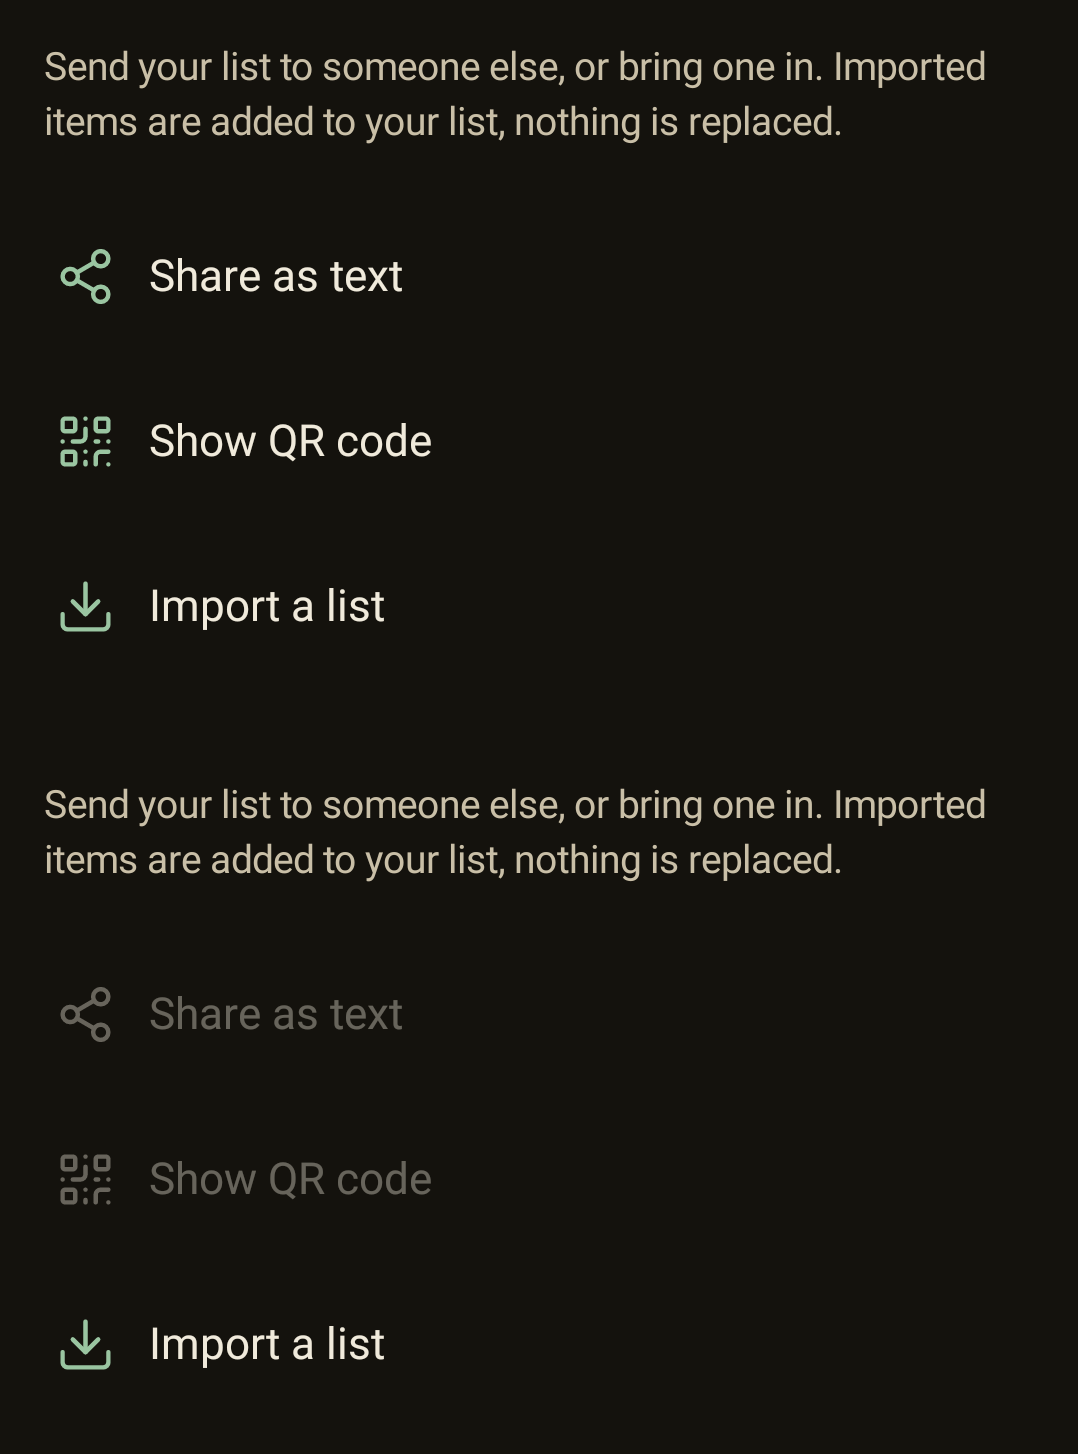 Send your list to someone else, or bring one in. Imported
items are added to your list, nothing is replaced.
Share as text
Show QR code
Import a list
Send your list to someone else, or bring one in. Imported
items are added to your list, nothing is replaced.
Share as text
Show QR code
Import a list